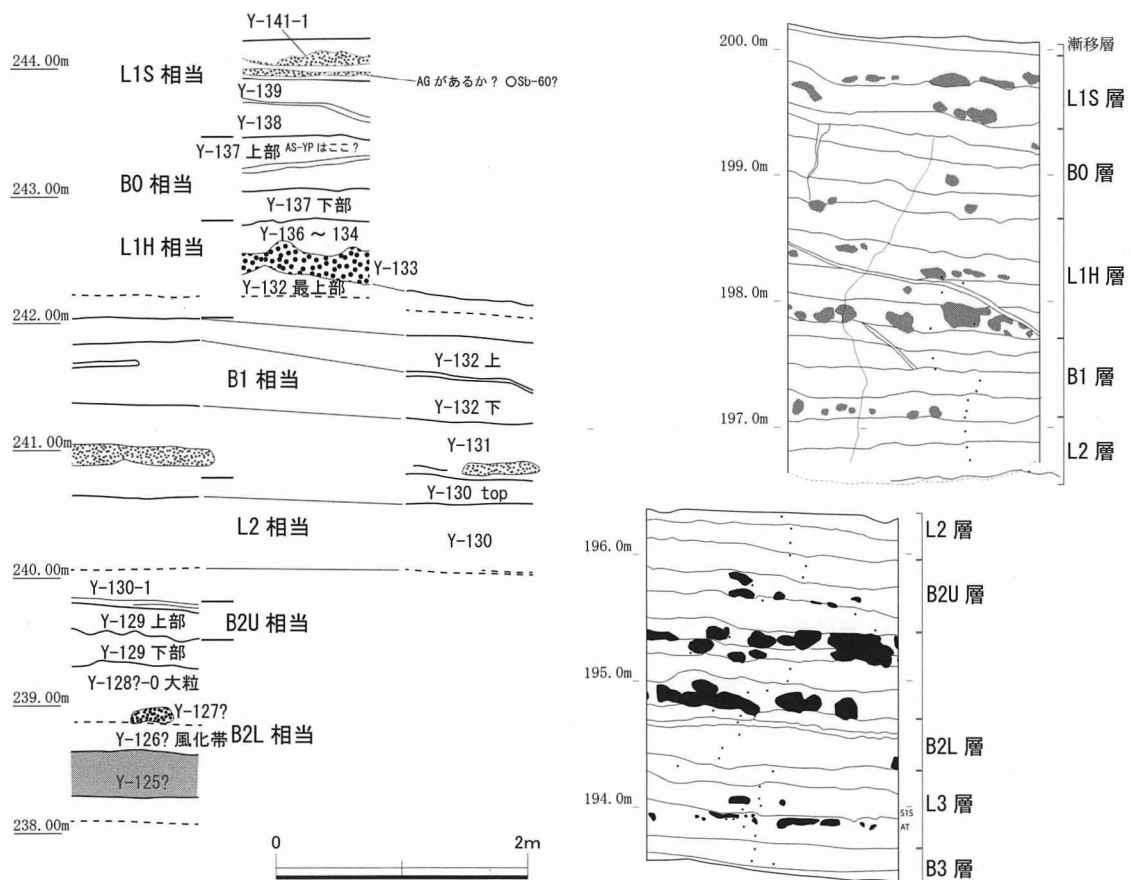 Y-141-1
244.00m
L1S 相当
AG があるか？ ○Sb-60?
Y-139
Y-138
Y-137 上部 AS-YP はここ？
243.00m
B0 相当
Y-137 下部
L1H 相当
Y-136 ～ 134
Y-133
Y-132 最上部
242.00m
Y-132 上
B1 相当
Y-132 下
241.00m
Y-131
Y-130 top
L2 相当
Y-130
240.00m
Y-130-1
Y-129 上部
B2U 相当
Y-129 下部
Y-128?-0 大粒
239.00m
Y-127?
Y-126? 風化帯
B2L 相当
Y-125?
238.00m
0
2m
200.0m
漸移層
L1S 層
199.0m
B0 層
L1H 層
198.0m
B1 層
197.0m
L2 層
L2 層
196.0m
B2U 層
195.0m
B2L 層
L3 層
194.0m
S1S
AT
B3 層